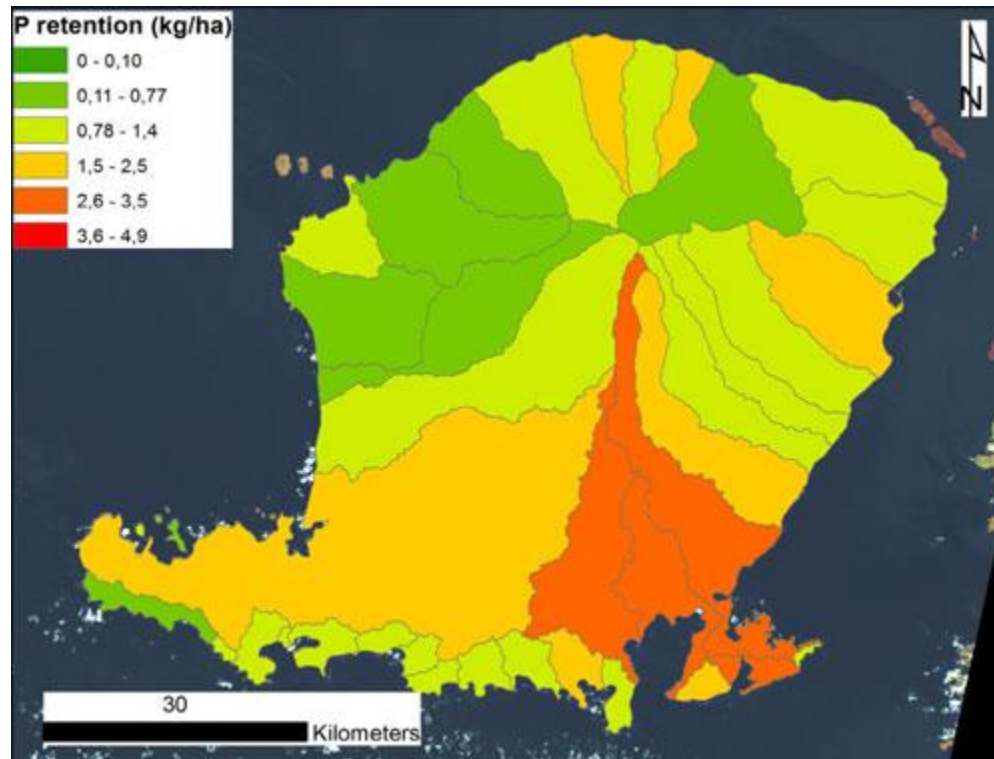 P retention (kg/ha)
0 - 0,10
0,11 - 0,77
0,78 - 1,4
1,5 - 2,5
2,6 - 3,5
3,6 - 4,9
N
30
Kilometers